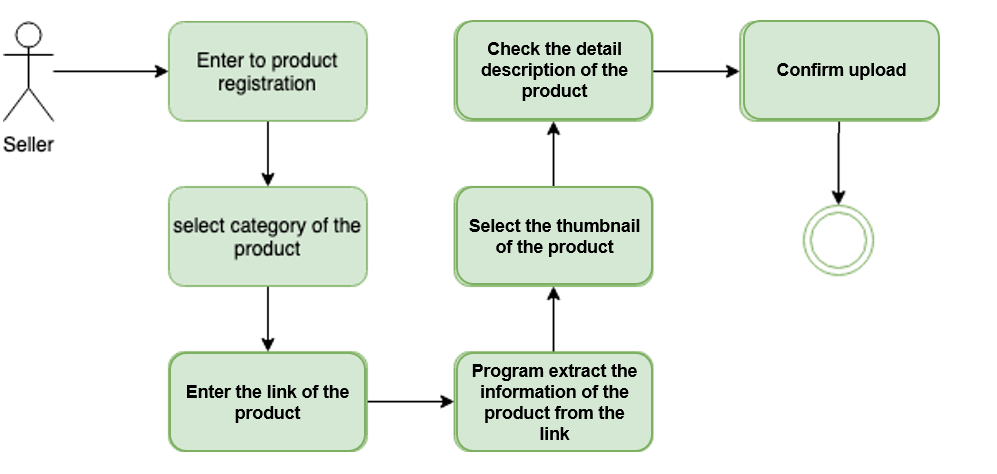 Seller
Enter to product
registration
select category of the
product
Enter the link of the
product
Program extract the
information of the
product from the
link
Select the thumbnail
of the product
Check the detail
description of the
product
Confirm upload